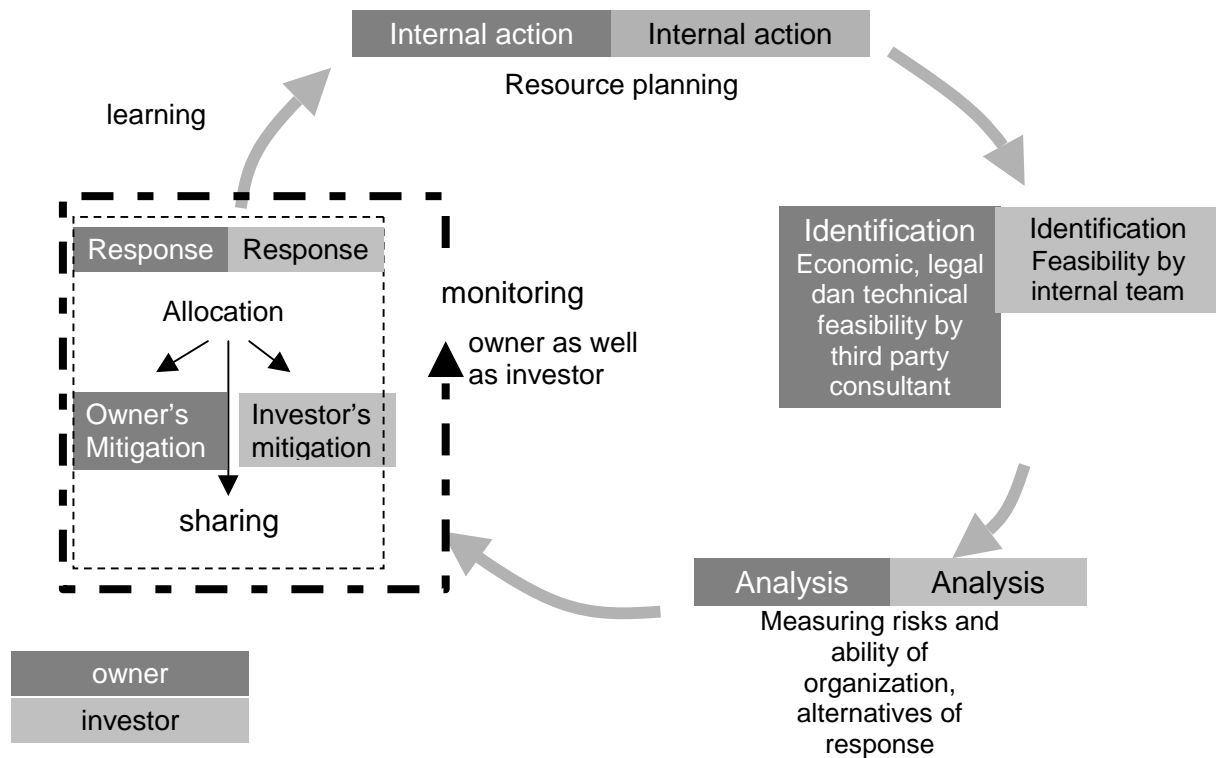 Internal action
Internal action
Resource planning
learning
Identification
Economic, legal
dan technical
feasibility by
third party
consultant
Identification
Feasibility by
internal team
Response
Response
Allocation
Owner's
Mitigation
Investor's
mitigation
sharing
monitoring
owner as well
as investor
Analysis
Analysis
Measuring risks and
ability of
organization,
alternatives of
response
owner
investor